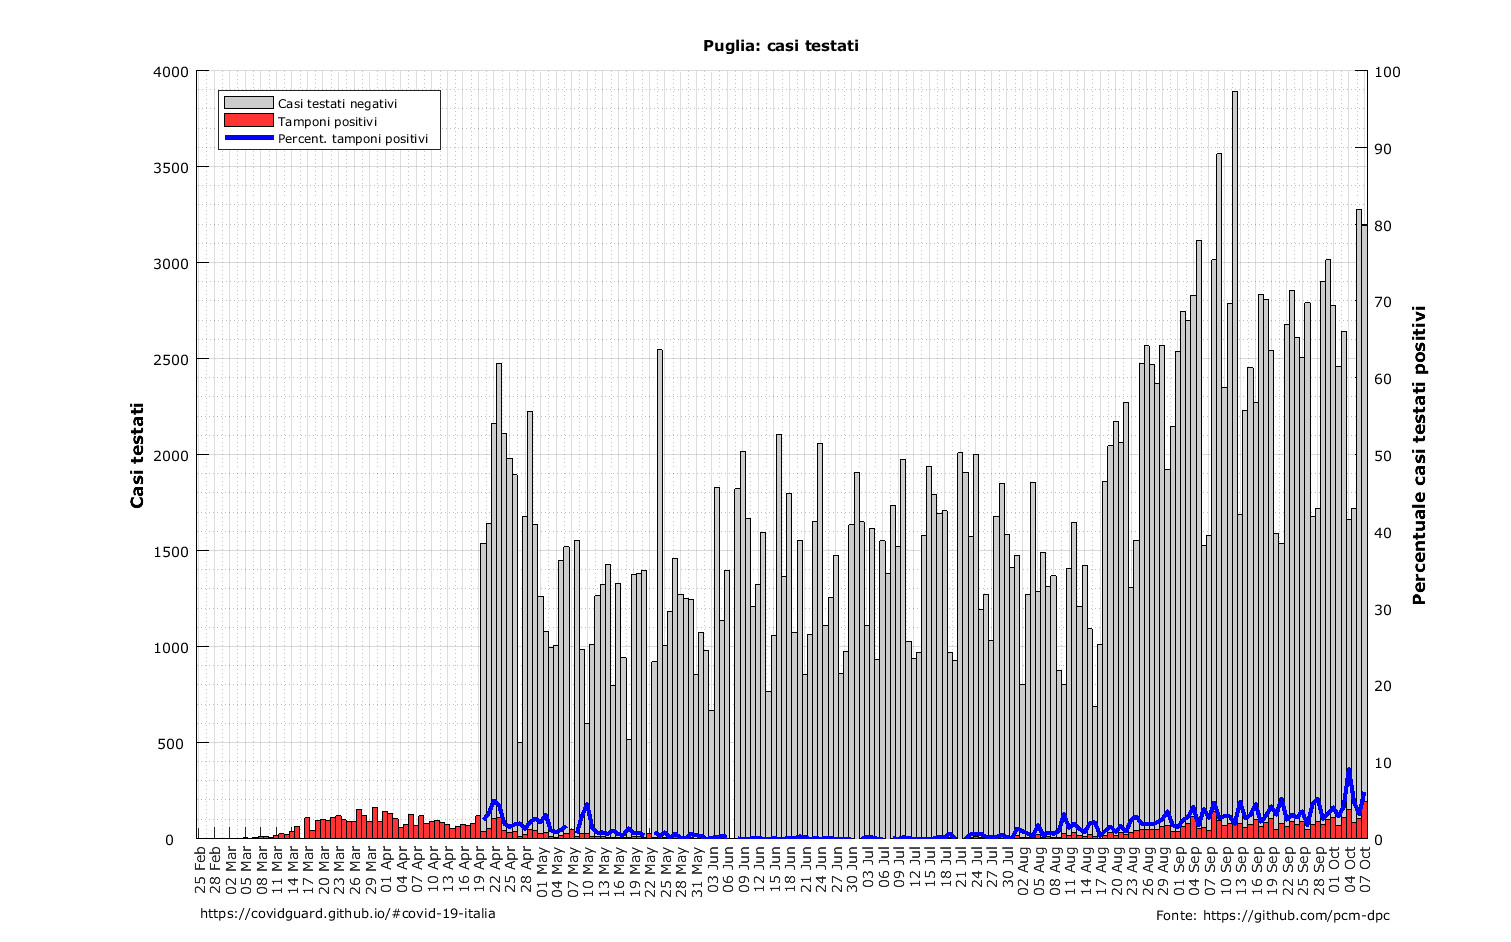 Puglia: casi testati
Casi testati negativi
Tamponi positivi
Percent. tamponi positivi
Casi testati
4000
3500
3000
2500
2000
1500
1000
500
0
Percentuale casi testati positivi
100
90
80
70
60
50
40
30
20
10
0
25 Feb
28 Feb
02 Mar
05 Mar
08 Mar
11 Mar
14 Mar
17 Mar
20 Mar
23 Mar
26 Mar
29 Mar
01 Apr
04 Apr
07 Apr
10 Apr
13 Apr
16 Apr
19 Apr
22 Apr
25 Apr
28 Apr
01 May
04 May
07 May
10 May
13 May
16 May
19 May
22 May
25 May
28 May
31 May
03 Jun
06 Jun
09 Jun
12 Jun
15 Jun
18 Jun
21 Jun
24 Jun
27 Jun
30 Jun
03 Jul
06 Jul
09 Jul
12 Jul
15 Jul
18 Jul
21 Jul
24 Jul
27 Jul
30 Jul
02 Aug
05 Aug
08 Aug
11 Aug
14 Aug
17 Aug
20 Aug
23 Aug
26 Aug
29 Aug
01 Sep
04 Sep
07 Sep
10 Sep
13 Sep
16 Sep
19 Sep
22 Sep
25 Sep
28 Sep
01 Oct
04 Oct
07 Oct
https://covidguard.github.io/#covid-19-italia
Fonte: https://github.com/pcm-dpc